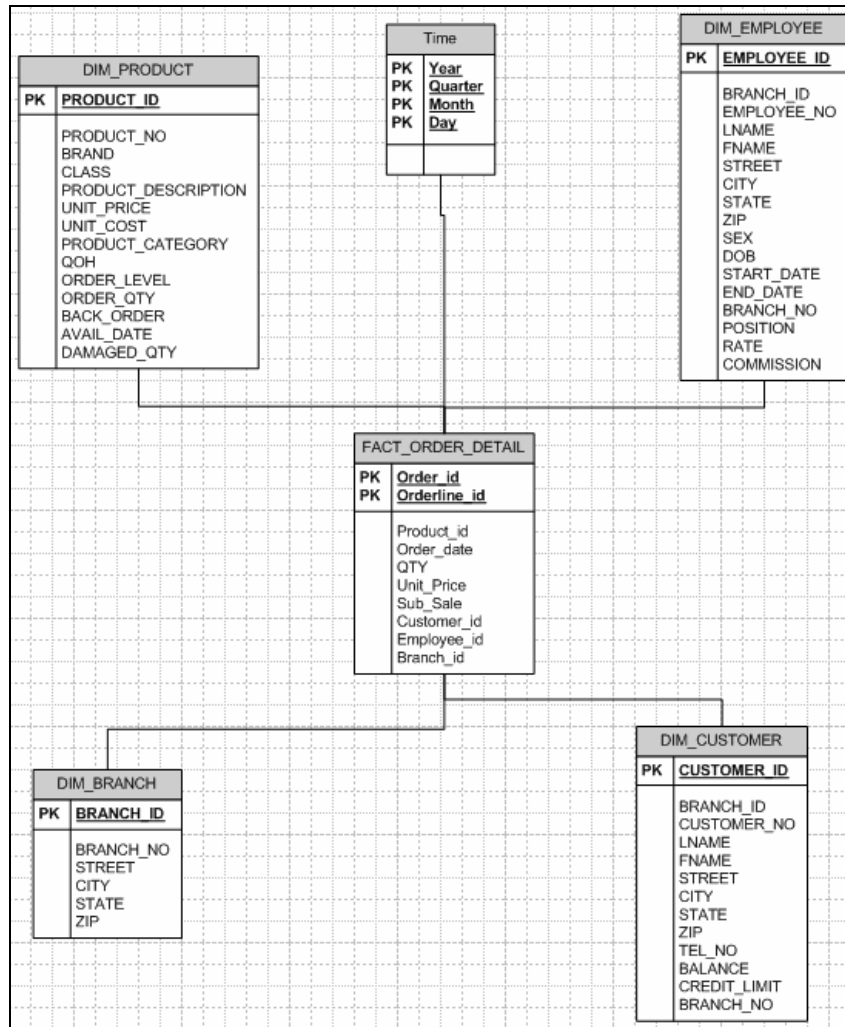 DIM_PRODUCT
PK PRODUCT_ID
PRODUCT_NO
BRAND
CLASS
PRODUCT_DESCRIPTION
UNIT_PRICE
UNIT_COST
PRODUCT_CATEGORY
QOH
ORDER_LEVEL
ORDER_QTY
BACK_ORDER
AVAIL_DATE
DAMAGED_QTY
Time
PK Year
PK Quarter
PK Month
PK Day
DIM_EMPLOYEE
PK EMPLOYEE_ID
BRANCH_ID
EMPLOYEE_NO
LNAME
FNAME
STREET
CITY
STATE
ZIP
SEX
DOB
START_DATE
END_DATE
BRANCH_NO
POSITION
RATE
COMMISSION
FACT_ORDER_DETAIL
PK Order_id
PK Orderline_id
Product_id
Order_date
QTY
Unit_Price
Sub_Sale
Customer_id
Employee_id
Branch_id
DIM_BRANCH
PK BRANCH_ID
BRANCH_NO
STREET
CITY
STATE
ZIP
DIM_CUSTOMER
PK CUSTOMER_ID
BRANCH_ID
CUSTOMER_NO
LNAME
FNAME
STREET
CITY
STATE
ZIP
TEL_NO
BALANCE
CREDIT_LIMIT
BRANCH_NO